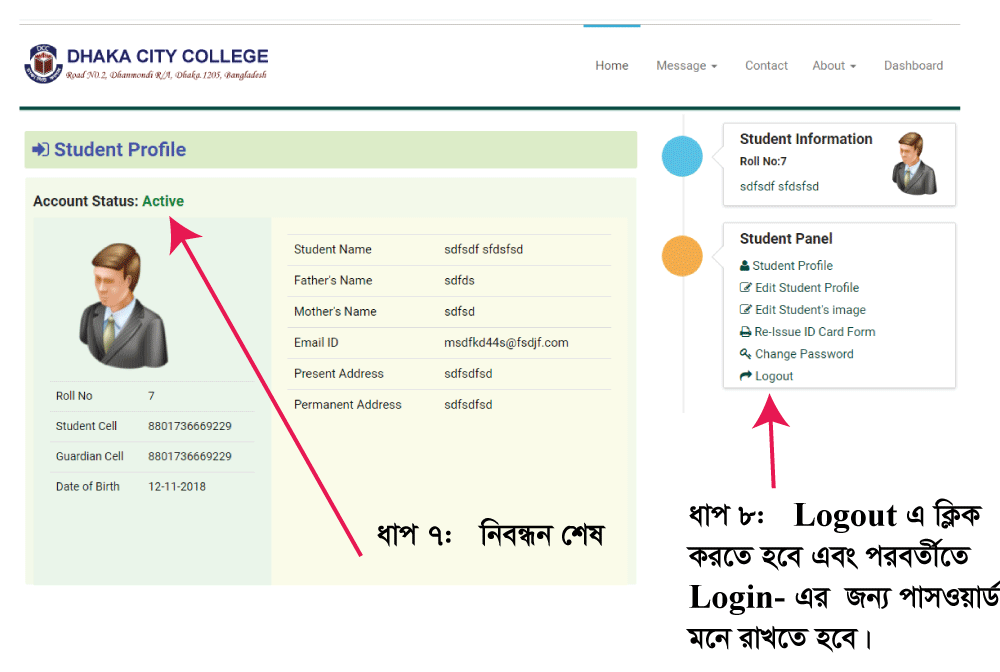 DCC
DHAKA CITY COLLEGE
Road NO.2, Dhanmondi R/A, Dhaka.1205, Bangladesh
Home Message Contact About Dashboard
Student Profile
Account Status: Active
Roll No 7
Student Cell 8801736669229
Guardian Cell 8801736669229
Date of Birth 12-11-2018
Student Name sdfsdf sfdsfsd
Father's Name sdfds
Mother's Name sdfsd
Email ID msdfkd44s@fsdjf.com
Present Address sdfsdfsd
Permanent Address sdfsdfsd
ধাপ ৭: নিবন্ধন শেষ
Student Information
Roll No:7
sdfsdf sfdsfsd
Student Panel
Student Profile
Edit Student Profile
Edit Student's image
Re-Issue ID Card Form
Change Password
Logout
ধাপ ৮: Logout এ ক্লিক
করতে হবে এবং পরবর্তীতে
Login- এর জন্য পাসওয়ার্ড
মনে রাখতে হবে।